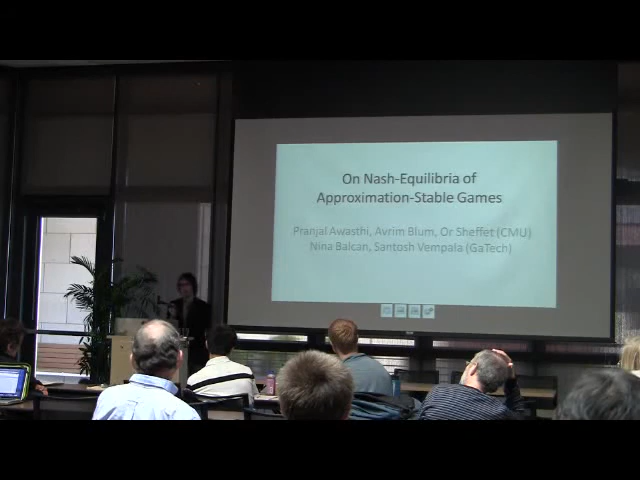 On Nash-Equilibria of
Approximation-Stable Games
Pranjal Awasthi, Avrim Blum, Or Sheffet (CMU)
Nina Balcan, Santosh Vempala (GaTech)